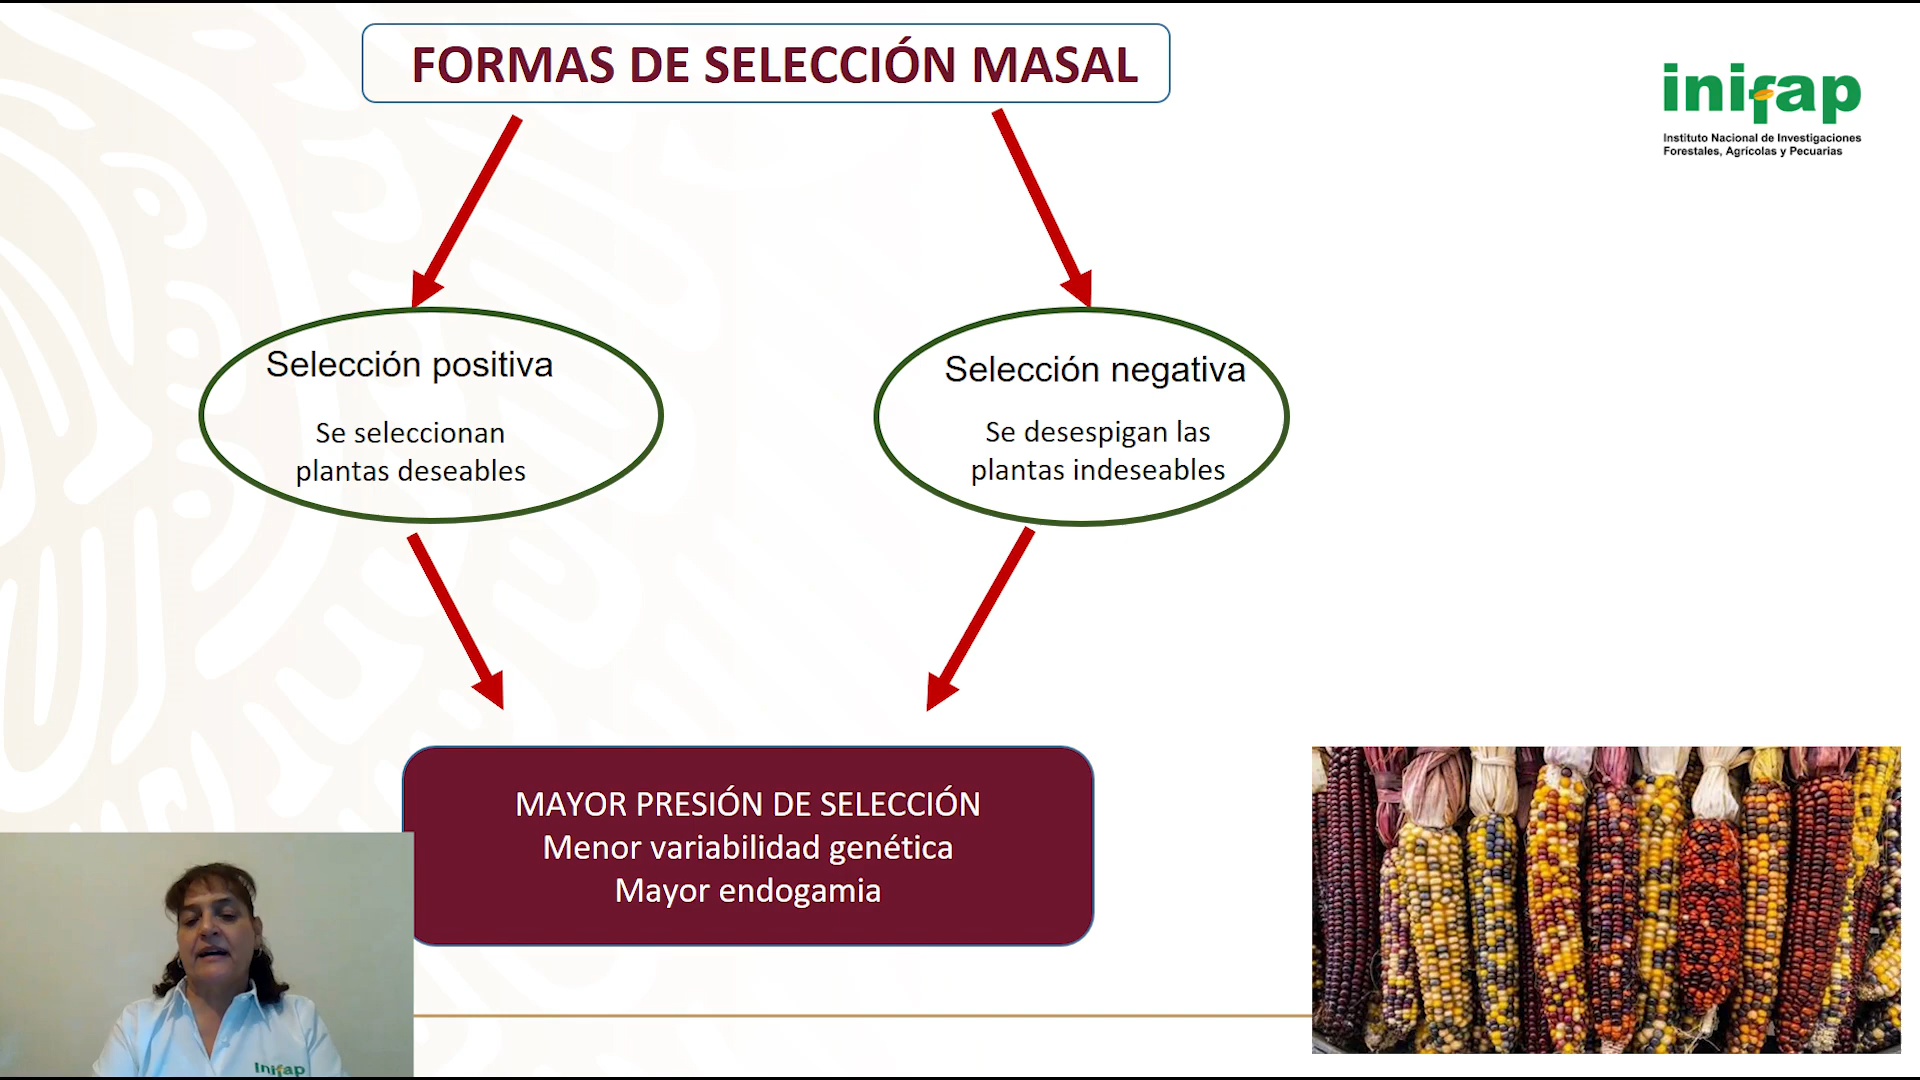 FORMAS DE SELECCIÓN MASAL
inifap
Instituto Nacional de Investigaciones
Forestales, Agrícolas y Pecuarias
Selección positiva
Se seleccionan
plantas deseables
Selección negativa
Se desespigan las
plantas indeseables
MAYOR PRESIÓN DE SELECCIÓN
Menor variabilidad genética
Mayor endogamia
inifap